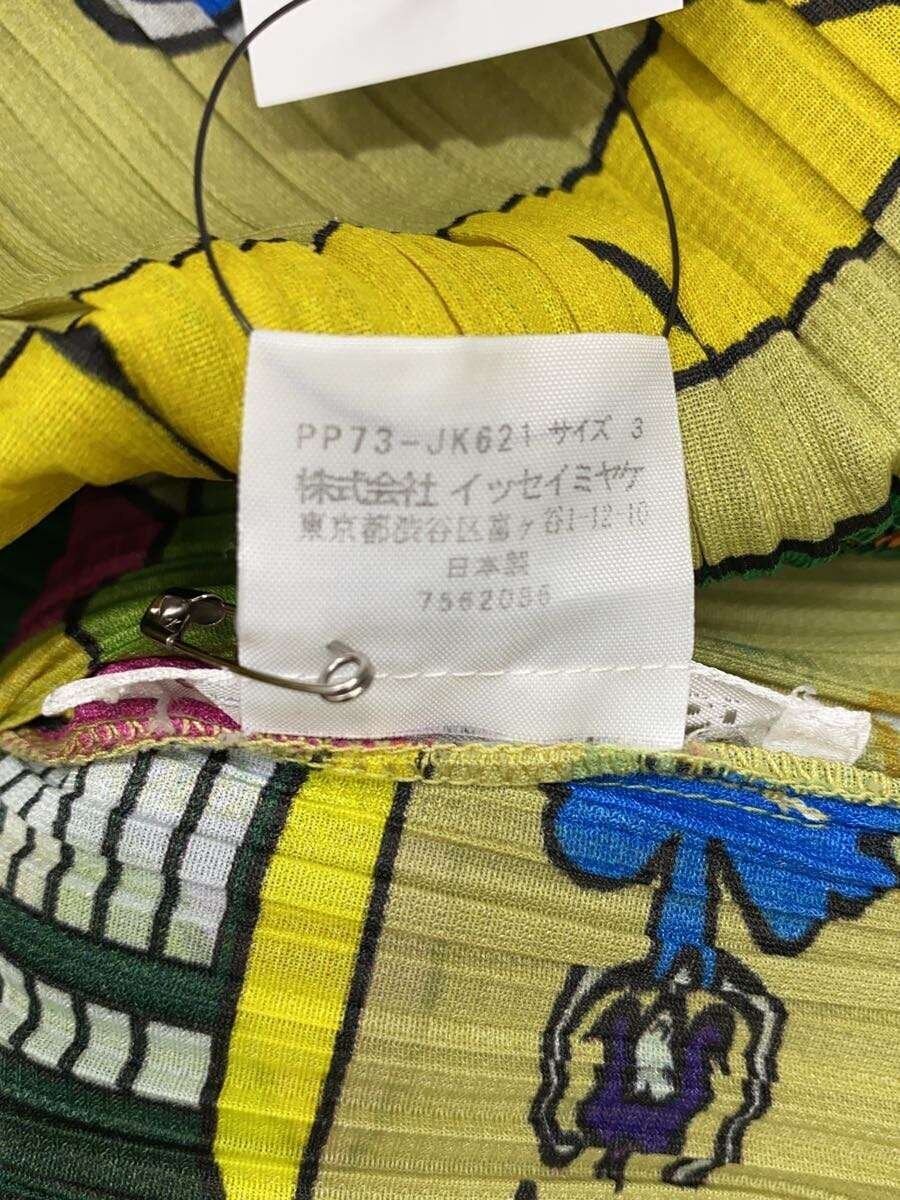 PP73-JK621 サイズ 3
株式会社 イッセイミヤケ
東京都渋谷区富ヶ谷1-12-10
日本製
7562086